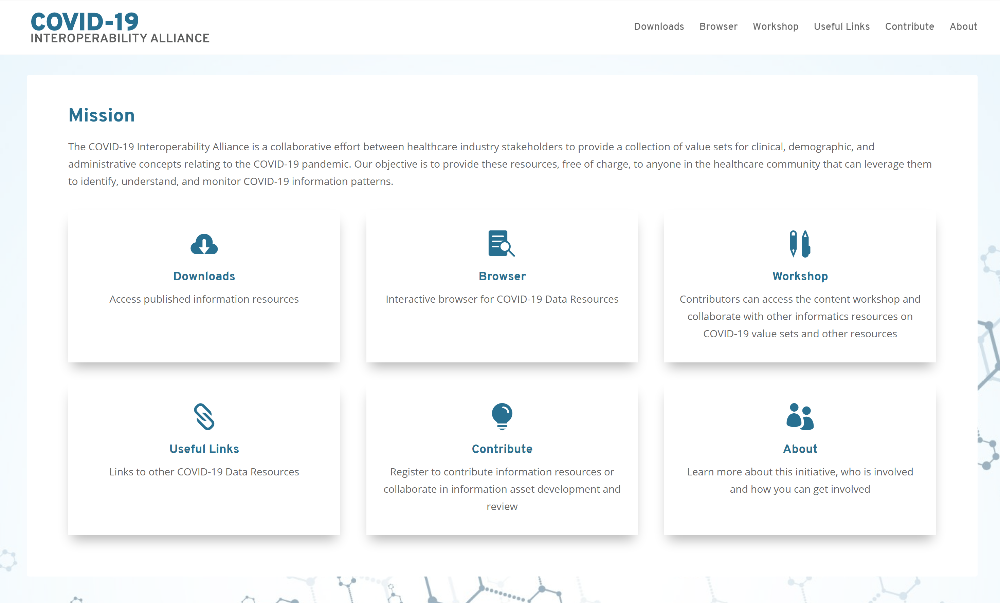 COVID-19
INTEROPERABILITY ALLIANCE
Downloads Browser Workshop Useful Links Contribute About
Mission
The COVID-19 Interoperability Alliance is a collaborative effort between healthcare industry stakeholders to provide a collection of value sets for clinical, demographic, and
administrative concepts relating to the COVID-19 pandemic. Our objective is to provide these resources, free of charge, to anyone in the healthcare community that can leverage them
to identify, understand, and monitor COVID-19 information patterns.
Downloads
Access published information resources
Browser
Interactive browser for COVID-19 Data Resources
Workshop
Contributors can access the content workshop and
collaborate with other informatics resources on
COVID-19 value sets and other resources
Useful Links
Links to other COVID-19 Data Resources
Contribute
Register to contribute information resources or
collaborate in information asset development and
review
About
Learn more about this initiative, who is involved
and how you can get involved